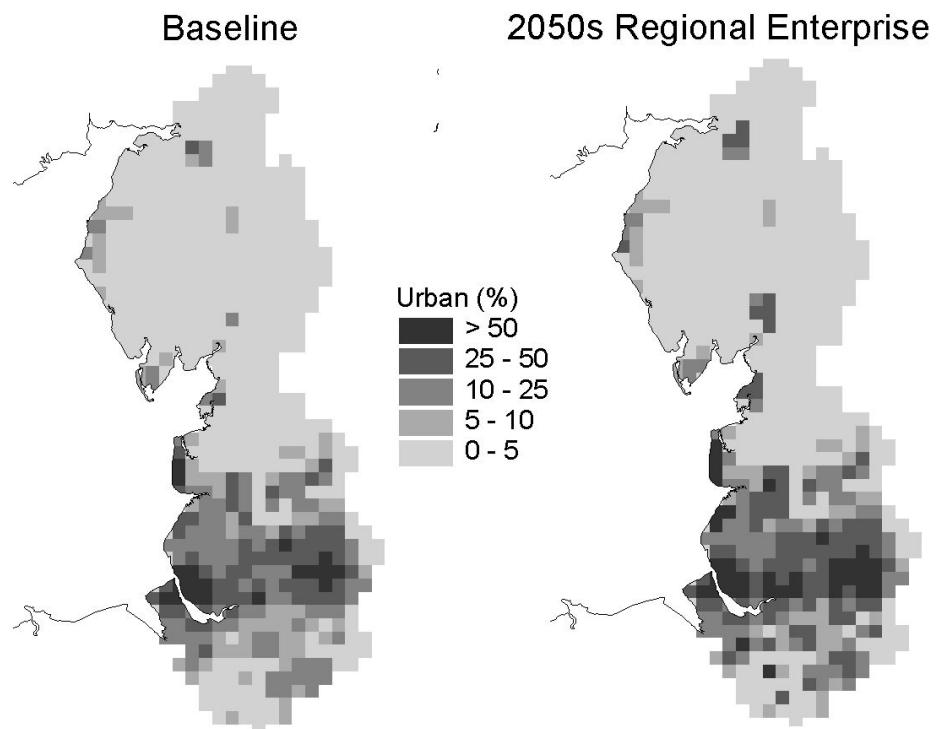 Baseline
2050s Regional Enterprise
Urban (%)
> 50
25 - 50
10 - 25
5 - 10
0 - 5